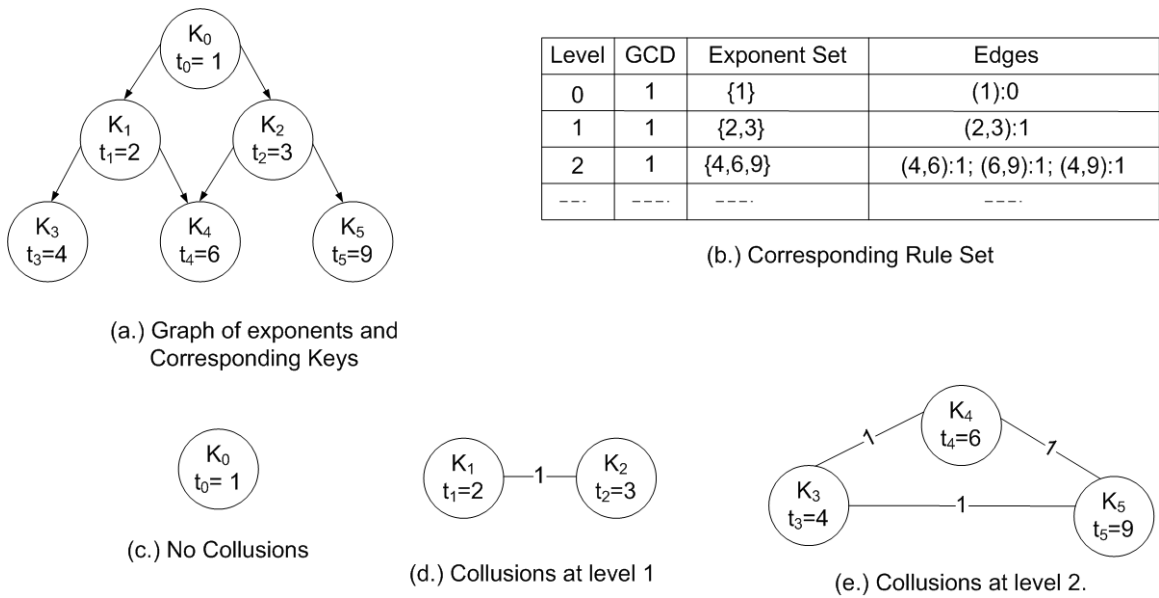 K0
t0= 1
K1
t1=2
K2
t2=3
K3
t3=4
K4
t4=6
K5
t5=9
(a.) Graph of exponents and
Corresponding Keys
Level GCD Exponent Set Edges
0 1 {1} (1):0
1 1 {2,3} (2,3):1
2 1 {4,6,9} (4,6):1; (6,9):1; (4,9):1
---- ---- ---- ----
(b.) Corresponding Rule Set
K0
t0= 1
(c.) No Collusions
K1
t1=2
1
K2
t2=3
(d.) Collusions at level 1
K4
t4=6
1
1
K3
t3=4
1
K5
t5=9
(e.) Collusions at level 2.